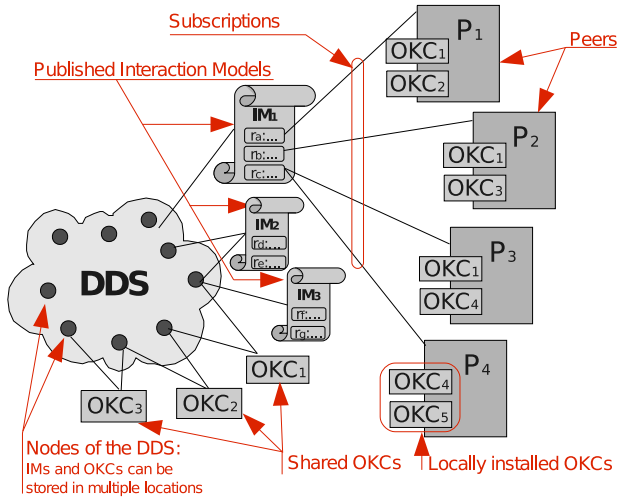 Subscriptions
P1
Peers
OKC1
OKC2
Published Interaction Models
IM1
ra:...
rb:...
rc:...
P2
OKC1
OKC3
IM2
rd:...
re:...
P3
OKC1
OKC4
DDS
IM3
rf:...
rg:...
P4
OKC1
OKC4
OKC3
OKC2
OKC5
Nodes of the DDS:
IMs and OKCs can be
stored in multiple locations
Shared OKCs
Locally installed OKCs